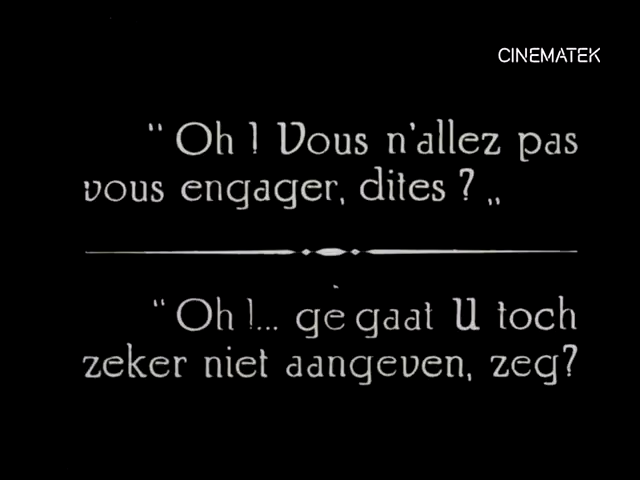 CINEMATEK
“ Oh ! Vous n'allez pas
vous engager, dites ? „
“ Oh !... ge gaat U toch
zeker niet aangeven, zeg?